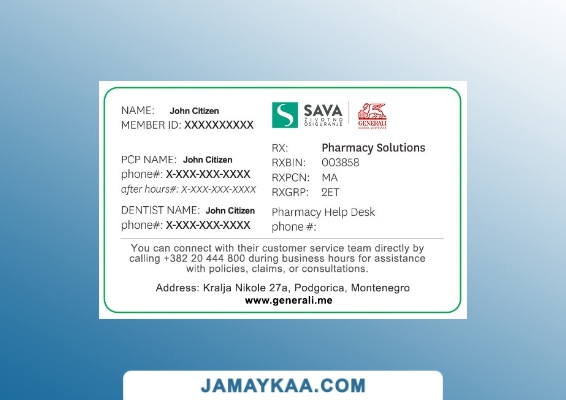 NAME: John Citizen
MEMBER ID: XXXXXXXXXX
SAVA
ŽIVOTNO
OSIGURANJE
GENERALI
PCP NAME: John Citizen
phone#: X-XXX-XXX-XXXX
after hours#: X-XXX-XXX-XXXX
DENTIST NAME: John Citizen
phone#: X-XXX-XXX-XXXX
RX: Pharmacy Solutions
RXBIN: 003858
RXPCN: MA
RXGRP: 2ET
Pharmacy Help Desk
phone #:
You can connect with their customer service team directly by
calling +382 20 444 800 during business hours for assistance
with policies, claims, or consultations.
Address: Kralja Nikole 27a, Podgorica, Montenegro
www.generali.me
JAMAYKAA.COM